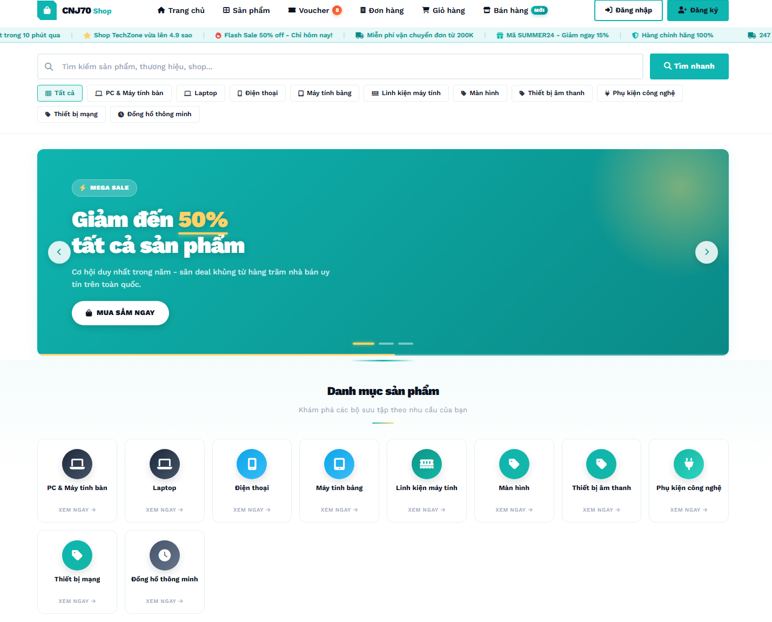 CNJ70 Shop
Trang chủ
Sản phẩm
Voucher 8
Đơn hàng
Giỏ hàng
Bán hàng Mới
Đăng nhập
Đăng ký
t trong 10 phút qua
Shop TechZone vừa lên 4.9 sao
Flash Sale 50% off - Chỉ hôm nay!
Miễn phí vận chuyển đơn từ 200K
Mã SUMMER24 - Giảm ngay 15%
Hàng chính hãng 100%
247
Tìm kiếm sản phẩm, thương hiệu, shop...
Tìm nhanh
Tất cả
PC & Máy tính bàn
Laptop
Điện thoại
Máy tính bảng
Linh kiện máy tính
Màn hình
Thiết bị âm thanh
Phụ kiện công nghệ
Thiết bị mạng
Đồng hồ thông minh
MEGA SALE
Giảm đến 50%
tất cả sản phẩm
Cơ hội duy nhất trong năm - săn deal khủng từ hàng trăm nhà bán uy
tín trên toàn quốc.
MUA SẮM NGAY
Danh mục sản phẩm
Khám phá các bộ sưu tập theo nhu cầu của bạn
PC & Máy tính bàn
Laptop
Điện thoại
Máy tính bảng
Linh kiện máy tính
Màn hình
Thiết bị âm thanh
Phụ kiện công nghệ
XEM NGAY →
XEM NGAY →
XEM NGAY →
XEM NGAY →
XEM NGAY →
XEM NGAY →
XEM NGAY →
XEM NGAY →
Thiết bị mạng
Đồng hồ thông minh
XEM NGAY →
XEM NGAY →